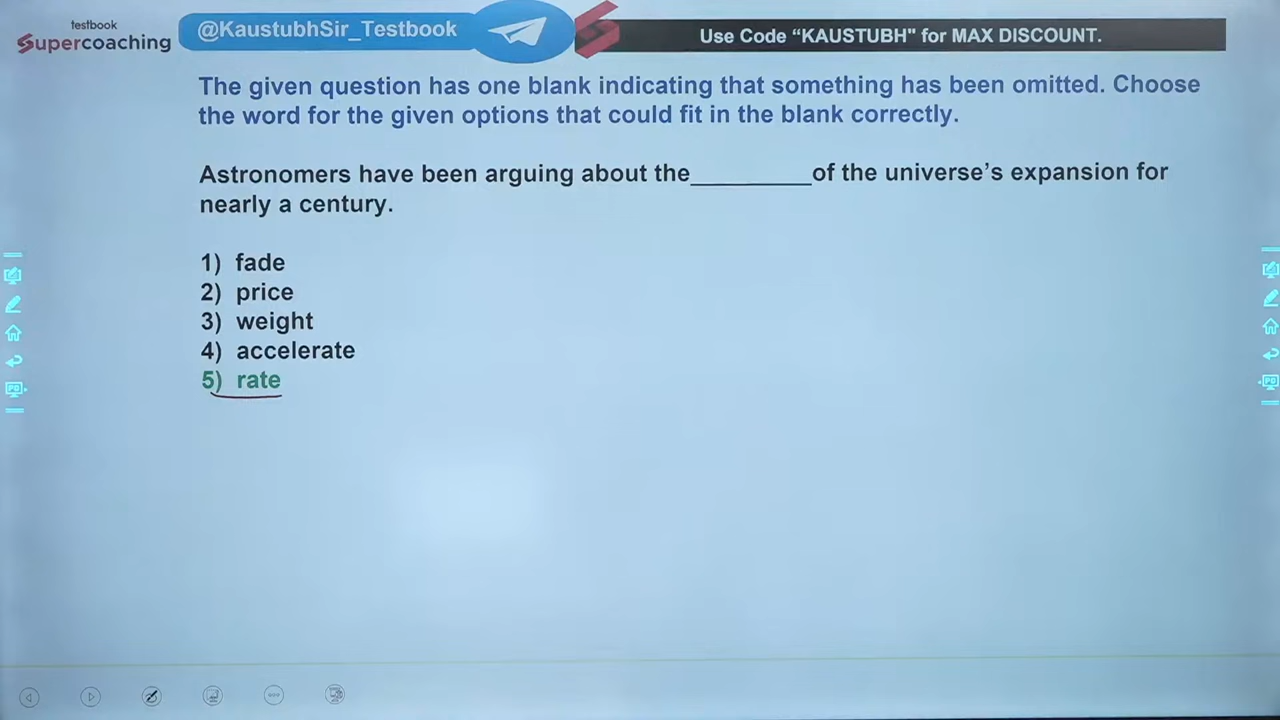 testbook
Supercoaching
@KaustubhSir_Testbook
Use Code “KAUSTUBH" for MAX DISCOUNT.
The given question has one blank indicating that something has been omitted. Choose
the word for the given options that could fit in the blank correctly.
Astronomers have been arguing about the_________of the universe’s expansion for
nearly a century.
1) fade
2) price
3) weight
4) accelerate
5) rate